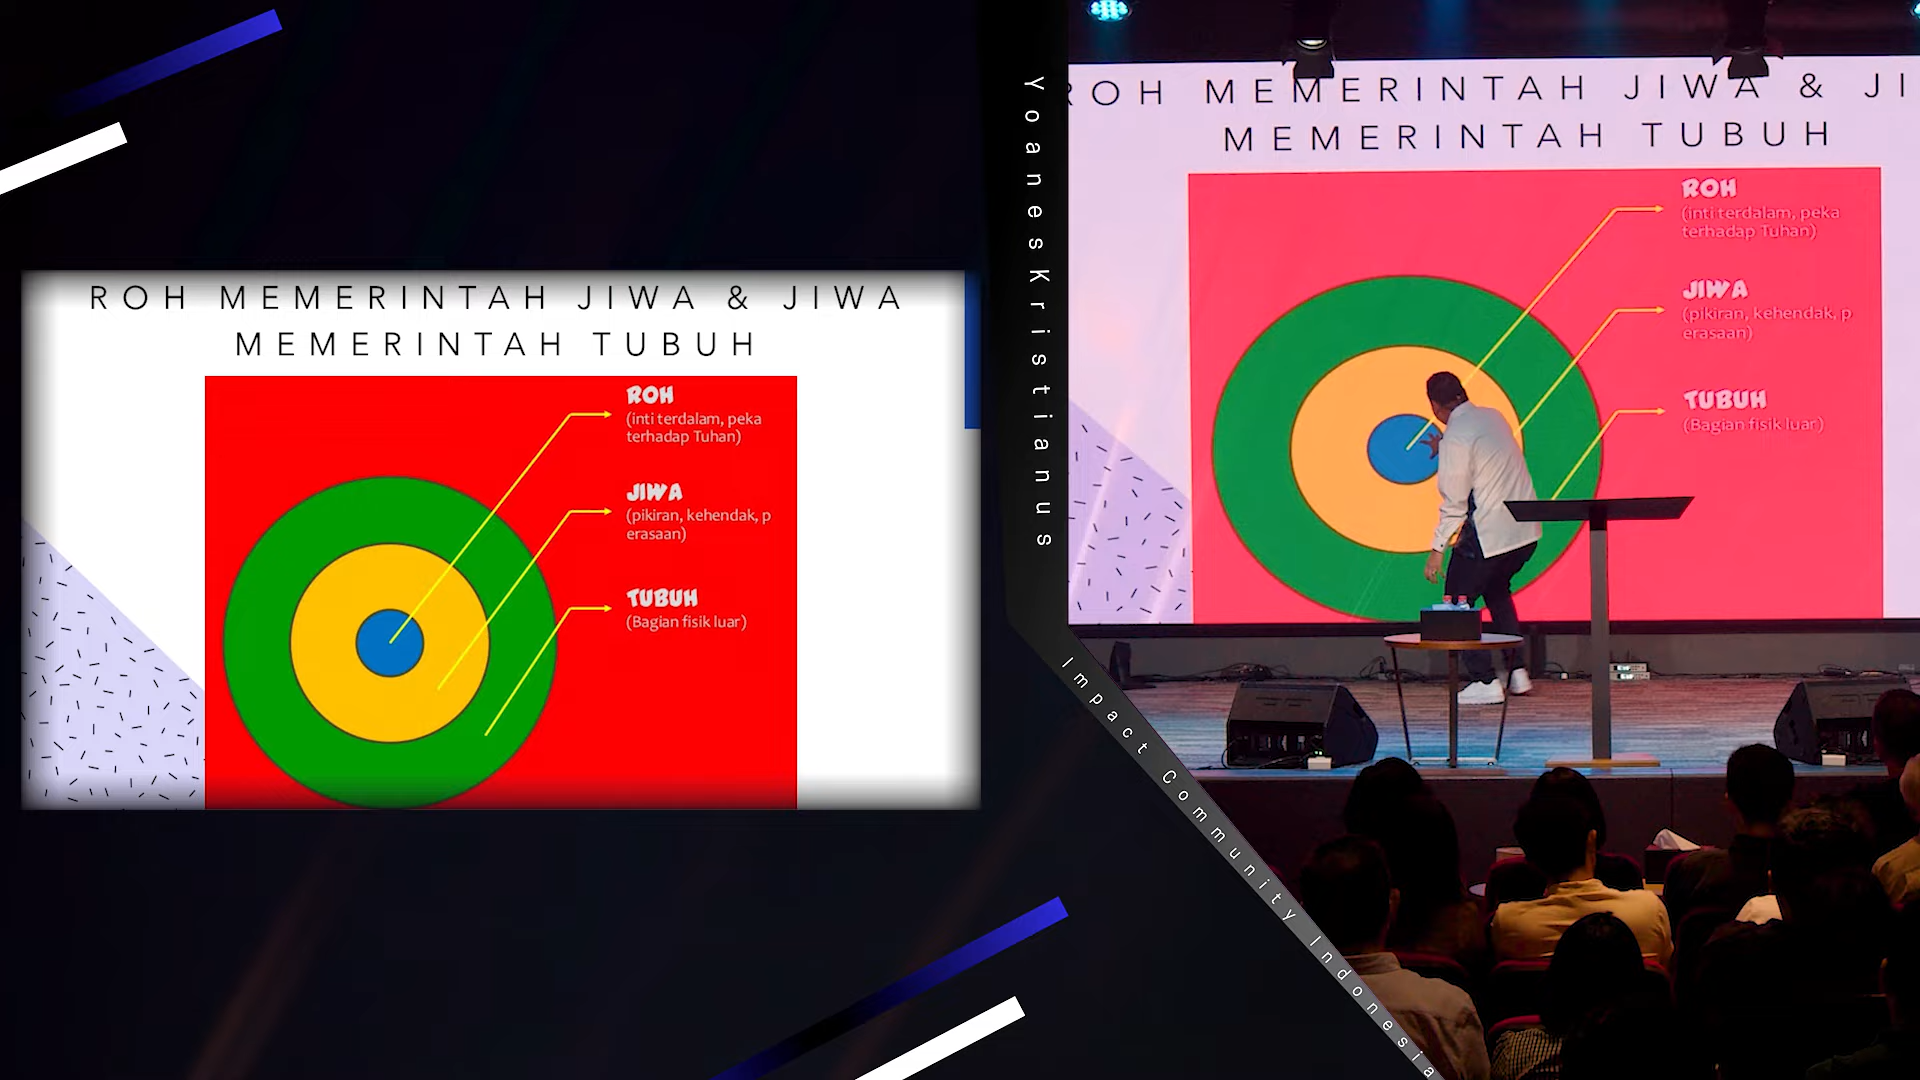 ROH MEMERINTAH JIWA & JIWA
MEMERINTAH TUBUH
ROH
(inti terdalam, peka
terhadap Tuhan)
JIWA
(pikiran, kehendak, p
erasaan)
TUBUH
(Bagian fisik luar)
YoanesKristianus
Impact Community Indonesia
ROH MEMERINTAH JIWA & JI
MEMERINTAH TUBUH
ROH
(inti terdalam, peka
terhadap Tuhan)
JIWA
(pikiran, kehendak, p
erasaan)
TUBUH
(Bagian fisik luar)